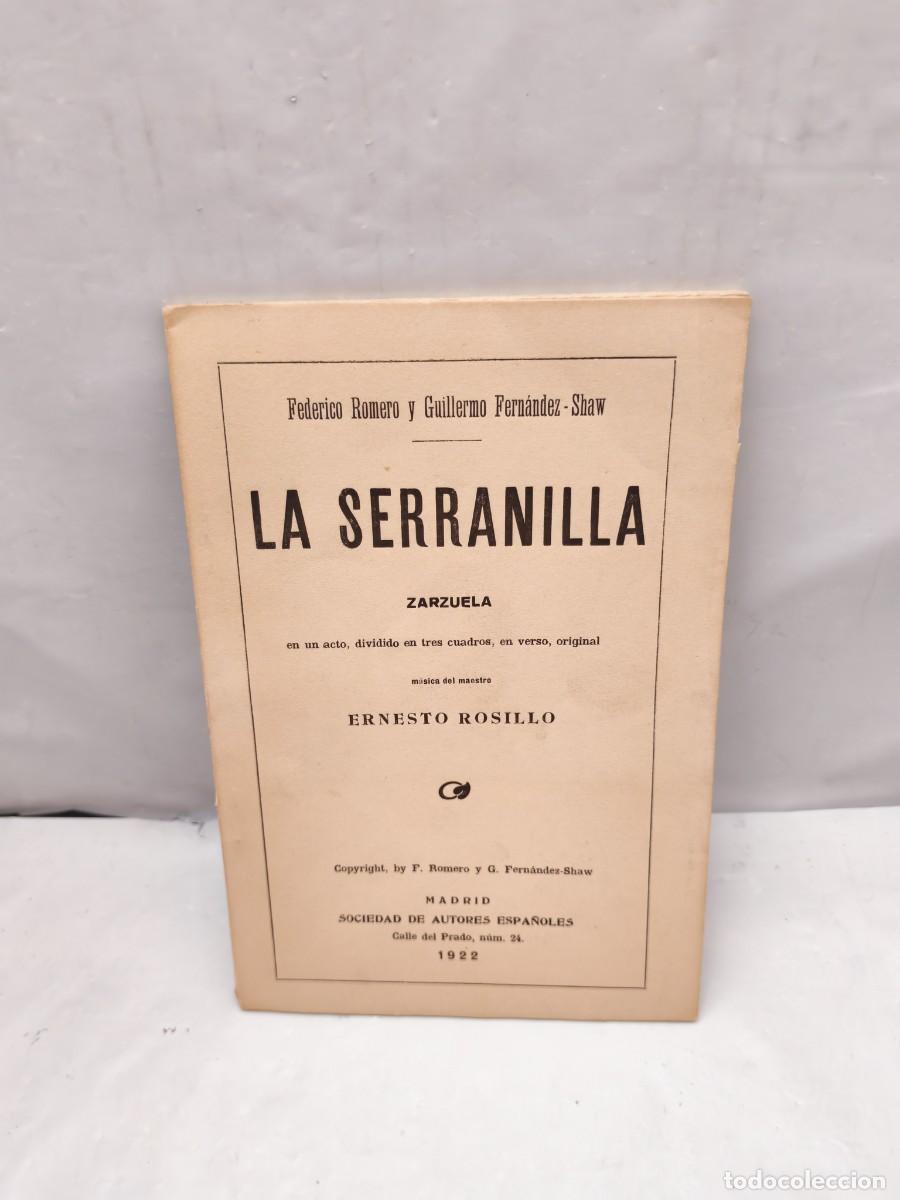 Federico Romero y Guillermo Fernández-Shaw
LA SERRANILLA
ZARZUELA
en un acto, dividido en tres cuadros, en verso, original
música del maestro
ERNESTO ROSILLO
Copyright, by F. Romero y G. Fernández-Shaw
MADRID
SOCIEDAD DE AUTORES ESPAÑOLES
Calle del Prado, núm. 24.
1922
todocoleccion